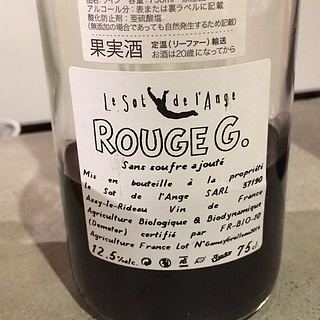 アルコール分:表または裏ラベルに記載
酸化防止剤:亜硫酸塩
(無添加の場合であっても自然発生するため記載)
果実酒 定温(リーファー)輸送
お酒は20歳になってから
Le Sot de l'Ange
ROUGE G.
Sans soufre ajouté
Mis en bouteille à la propriété
Le Sot de l'Ange SARL 37190
Azay-le-Rideau Vin de France
Agriculture Biologique & Biodynamique
(Demeter) certifié par FR-BIO-10
Agriculture France Lot
12.5%alc. 75cl.